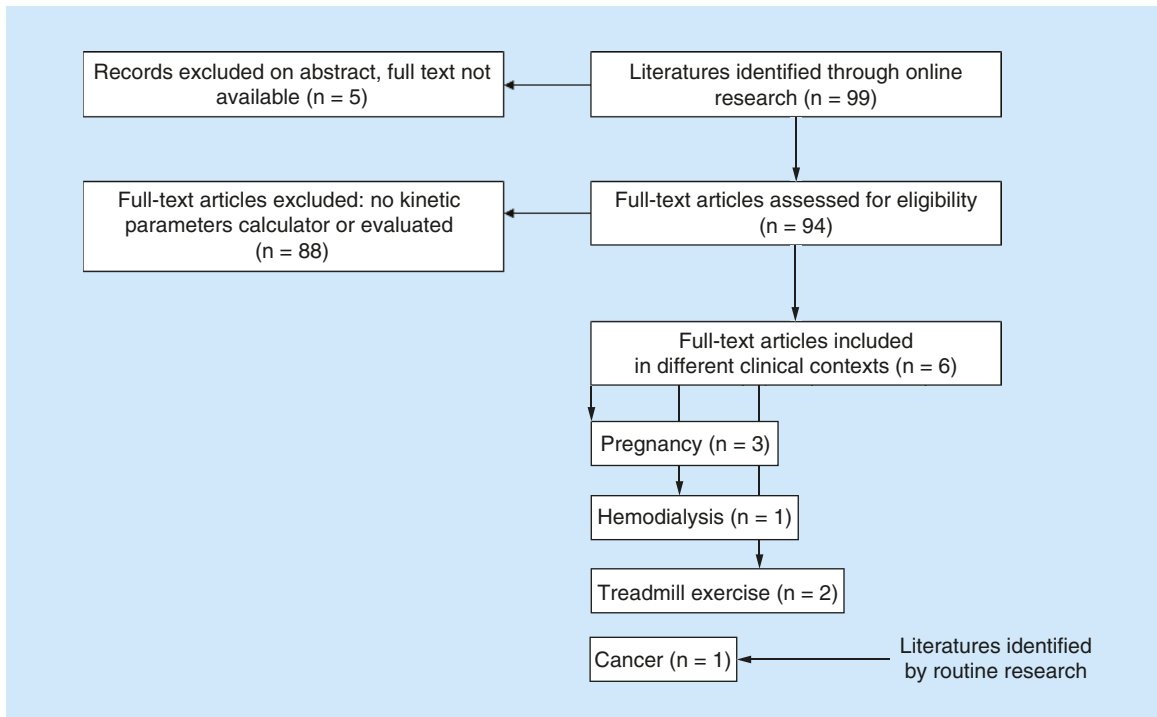 Records excluded on abstract, full text not
available (n = 5)
Literatures identified through online
research (n = 99)
Full-text articles excluded: no kinetic
parameters calculator or evaluated
(n = 88)
Full-text articles assessed for eligibility
(n = 94)
Full-text articles included
in different clinical contexts (n = 6)
Pregnancy (n = 3)
Hemodialysis (n = 1)
Treadmill exercise (n = 2)
Cancer (n = 1)
Literatures identified
by routine research